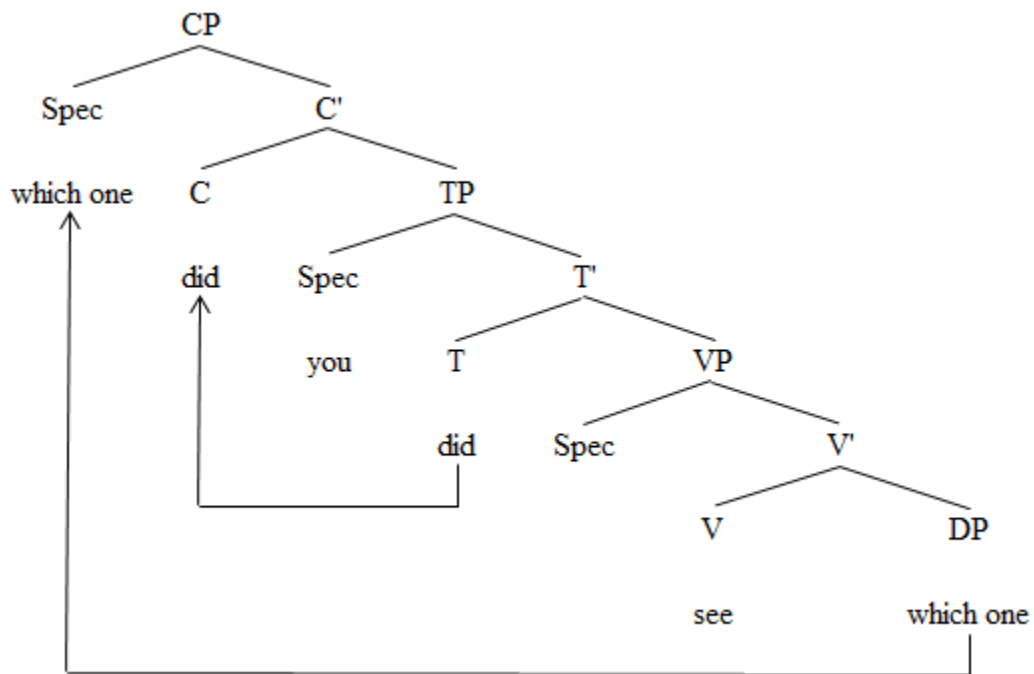 CP
Spec C'
which one C TP
did Spec T'
you T VP
did Spec V'
V DP
see which one